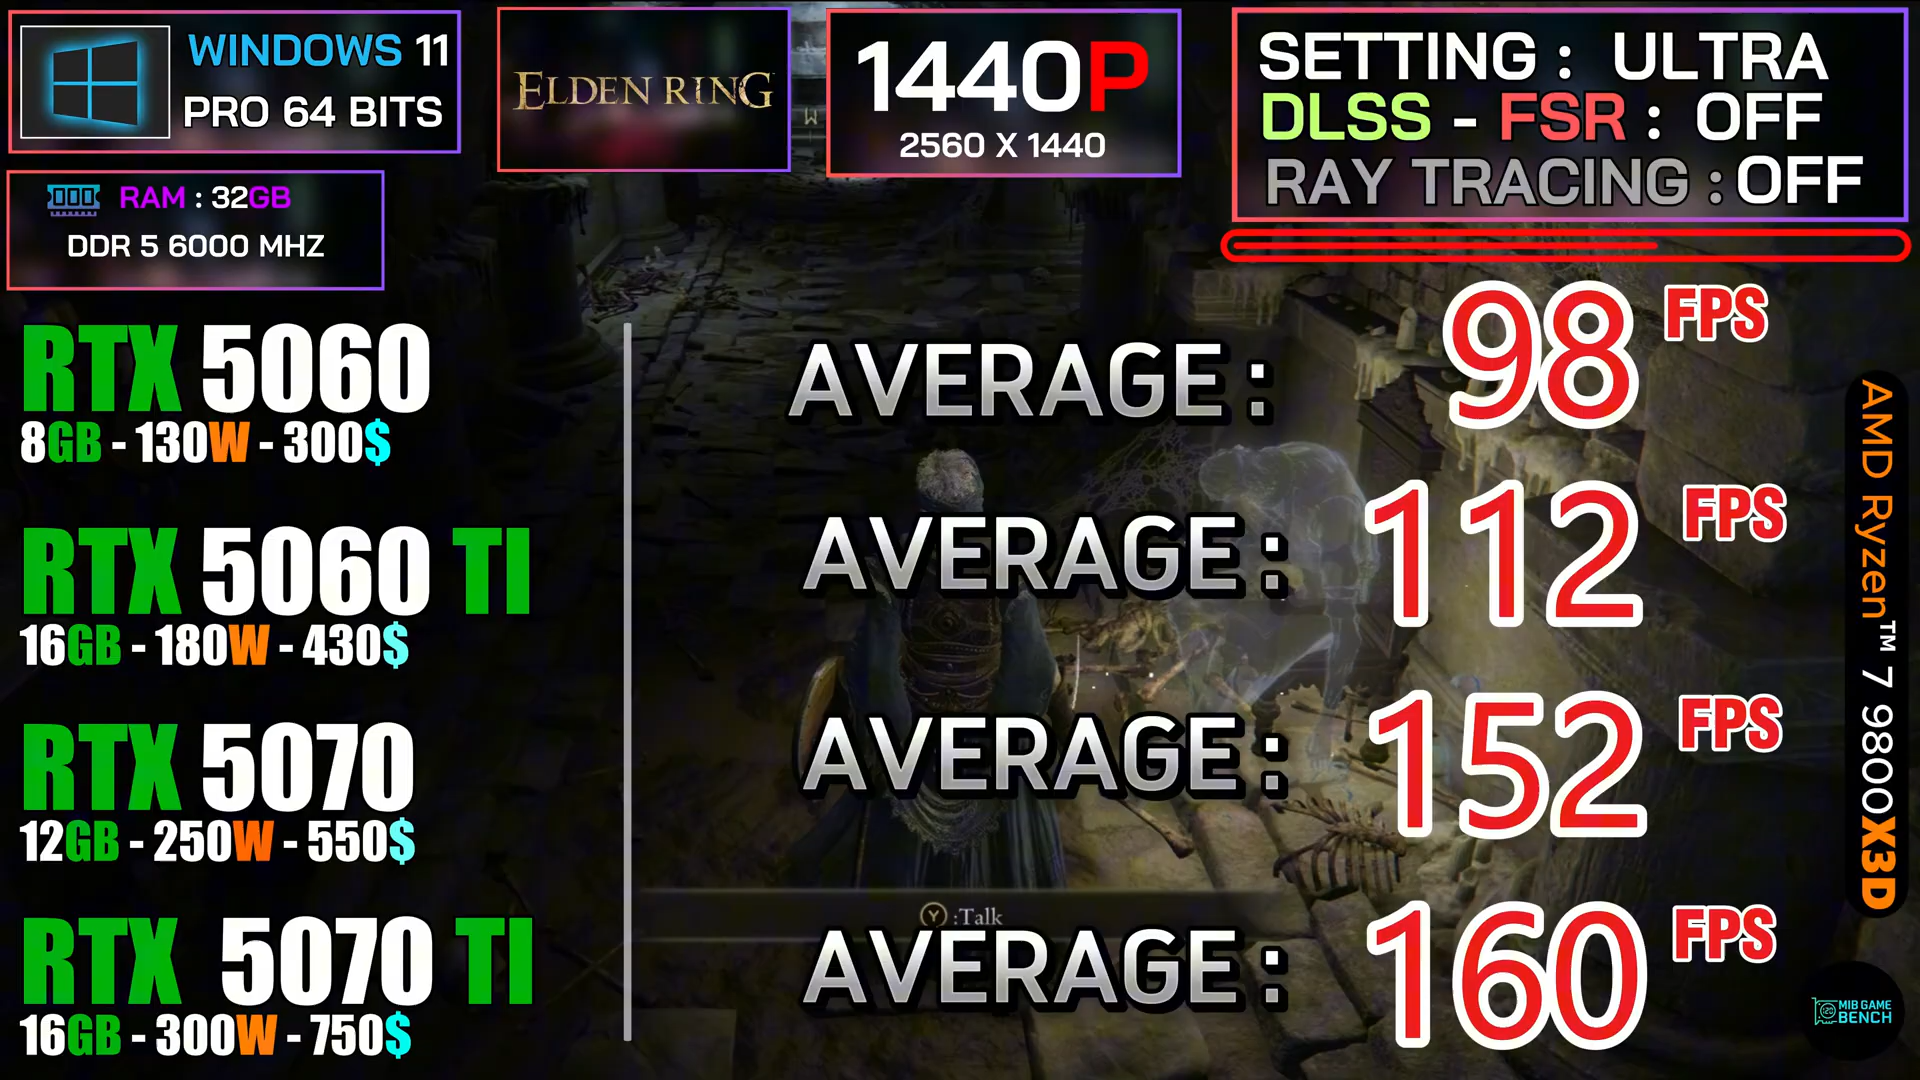 WINDOWS 11
PRO 64 BITS
ELDEN RING
1440P
2560 X 1440
SETTING : ULTRA
DLSS - FSR : OFF
RAY TRACING : OFF
RAM : 32GB
DDR 5 6000 MHZ
RTX 5060
8GB - 130W - 300$
AVERAGE : 98 FPS
RTX 5060 TI
16GB - 180W - 430$
AVERAGE : 112 FPS
RTX 5070
12GB - 250W - 550$
AVERAGE : 152 FPS
Y :Talk
RTX 5070 TI
16GB - 300W - 750$
AVERAGE : 160 FPS
AMD Ryzen™ 7 9800X3D
MIB GAME
BENCH